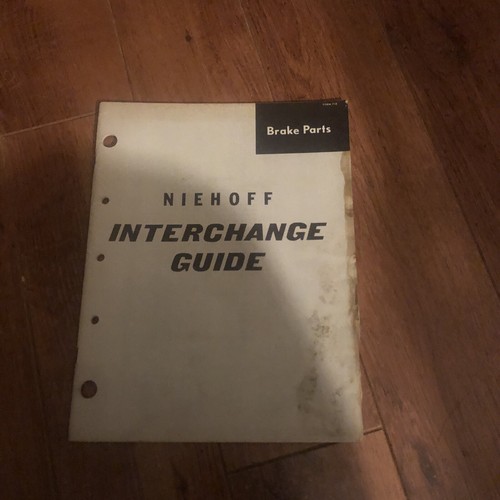 Brake Parts
NIEHOFF
INTERCHANGE
GUIDE